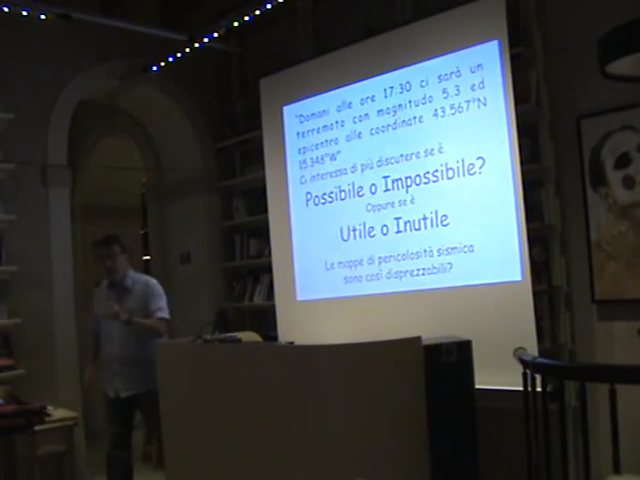 "Domani alle ore 17:30 ci sarà un
terremoto con magnitudo 5.3 ed
epicentro alle coordinate 43.567°N
15.348°W"
Ci interessa di più discutere se è
Possibile o Impossibile?
Oppure se è
Utile o Inutile
Le mappe di pericolosità sismica
sono così disprezzabili?